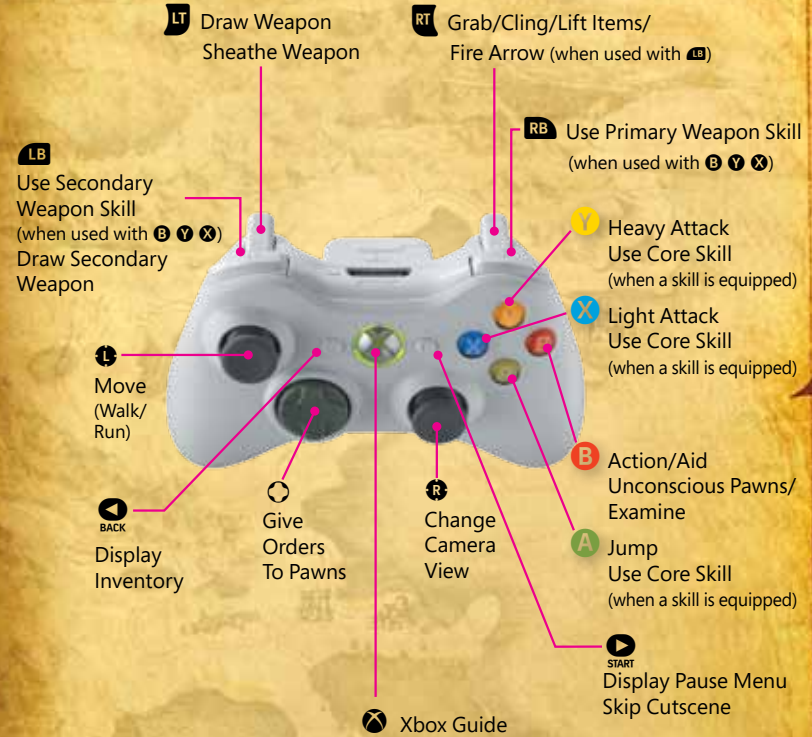 LT Draw Weapon
Sheathe Weapon
RT Grab/Cling/Lift Items/
Fire Arrow (when used with LB)
RB Use Primary Weapon Skill
(when used with B Y X)
LB
Use Secondary
Weapon Skill
(when used with B Y X)
Draw Secondary
Weapon
Y Heavy Attack
Use Core Skill
(when a skill is equipped)
X Light Attack
Use Core Skill
(when a skill is equipped)
L
Move
(Walk/
Run)
B Action/Aid
Unconscious Pawns/
Examine
BACK
Display
Inventory
Give
Orders
To Pawns
R
Change
Camera
View
A Jump
Use Core Skill
(when a skill is equipped)
START
Display Pause Menu
Skip Cutscene
Xbox Guide